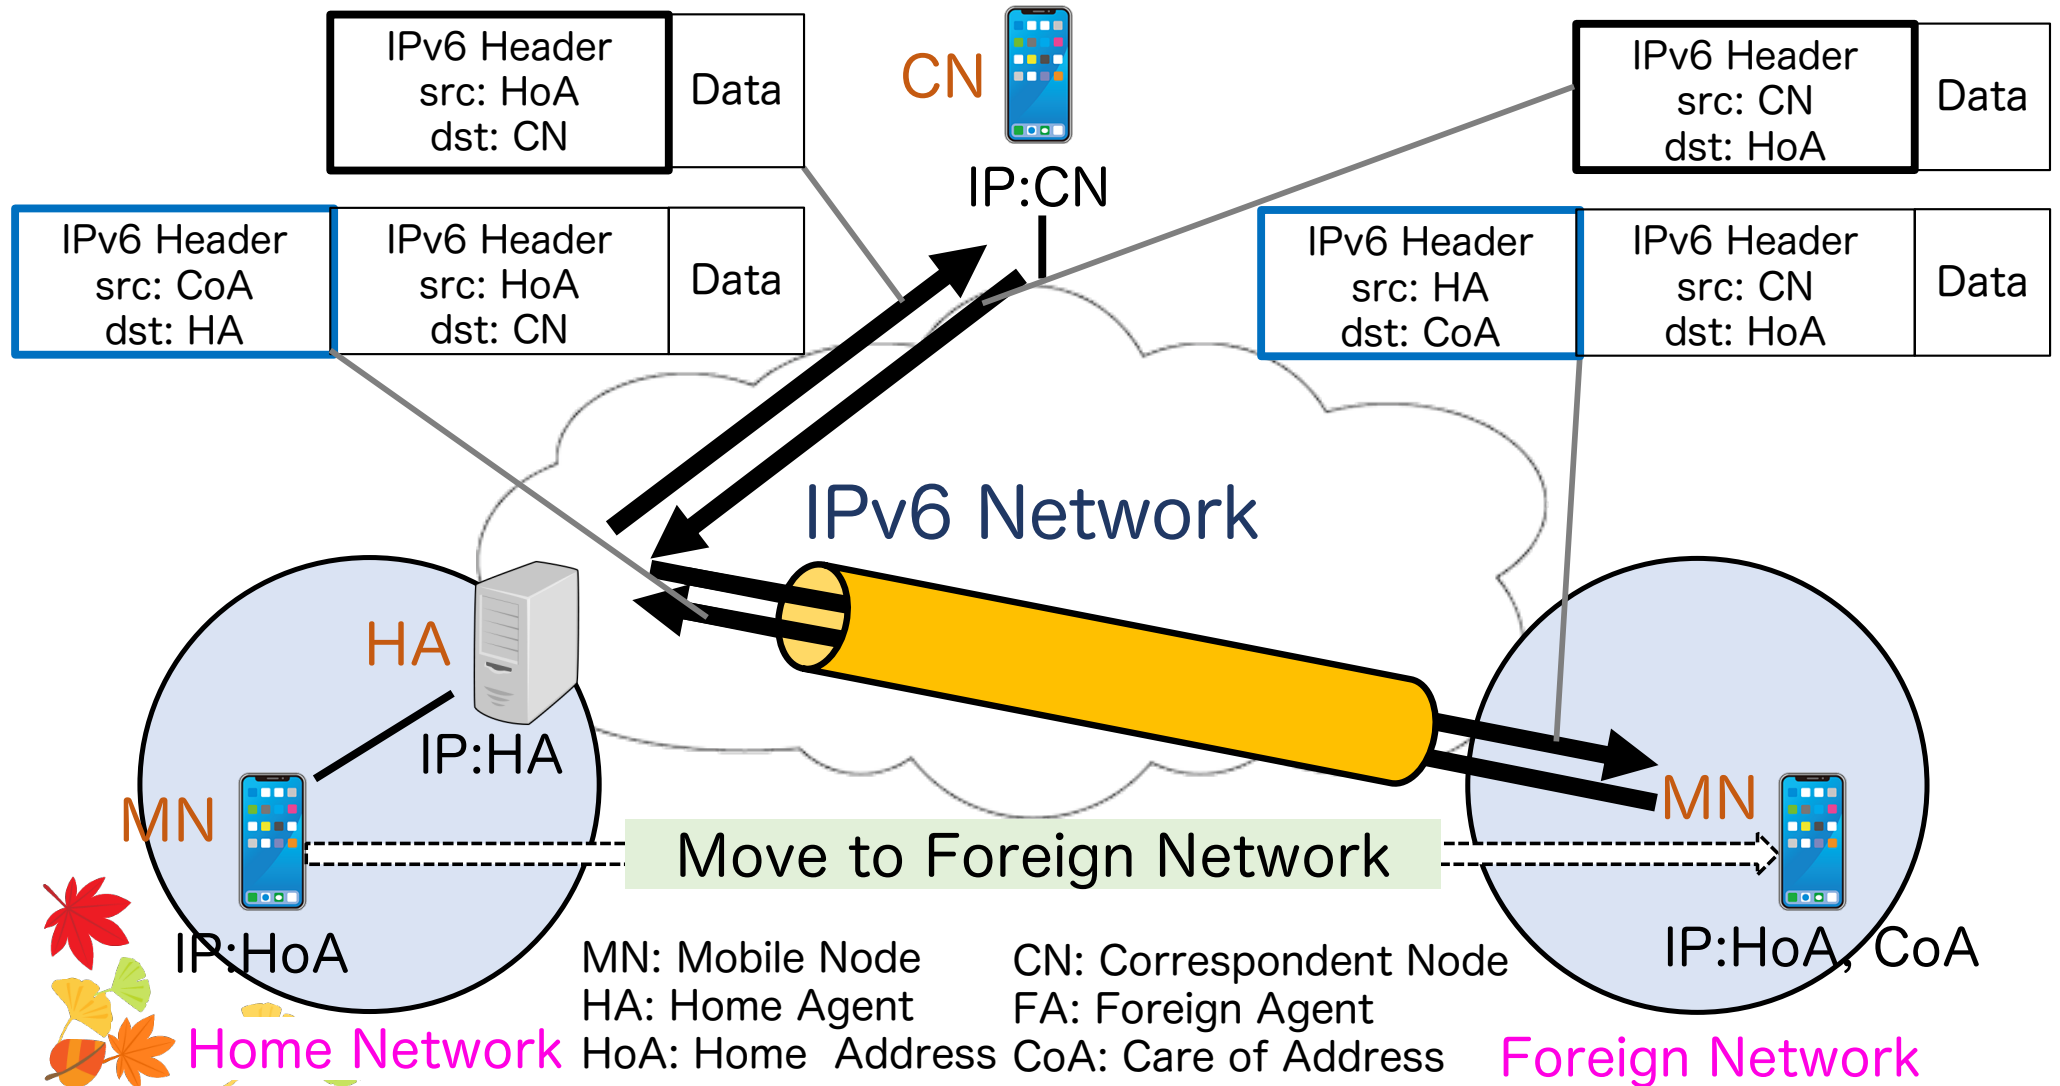 IPv6 Header
src: HoA
dst: CN
Data
CN
IP:CN
IPv6 Header
src: CN
dst: HoA
Data
IPv6 Header
src: CoA
dst: HA
IPv6 Header
src: HoA
dst: CN
Data
IPv6 Header
src: HA
dst: CoA
IPv6 Header
src: CN
dst: HoA
Data
IPv6 Network
HA
IP:HA
MN
IP:HoA
MN
IP:HoA, CoA
Move to Foreign Network
MN: Mobile Node
HA: Home Agent
HoA: Home Address
CN: Correspondent Node
FA: Foreign Agent
CoA: Care of Address
Home Network
Foreign Network